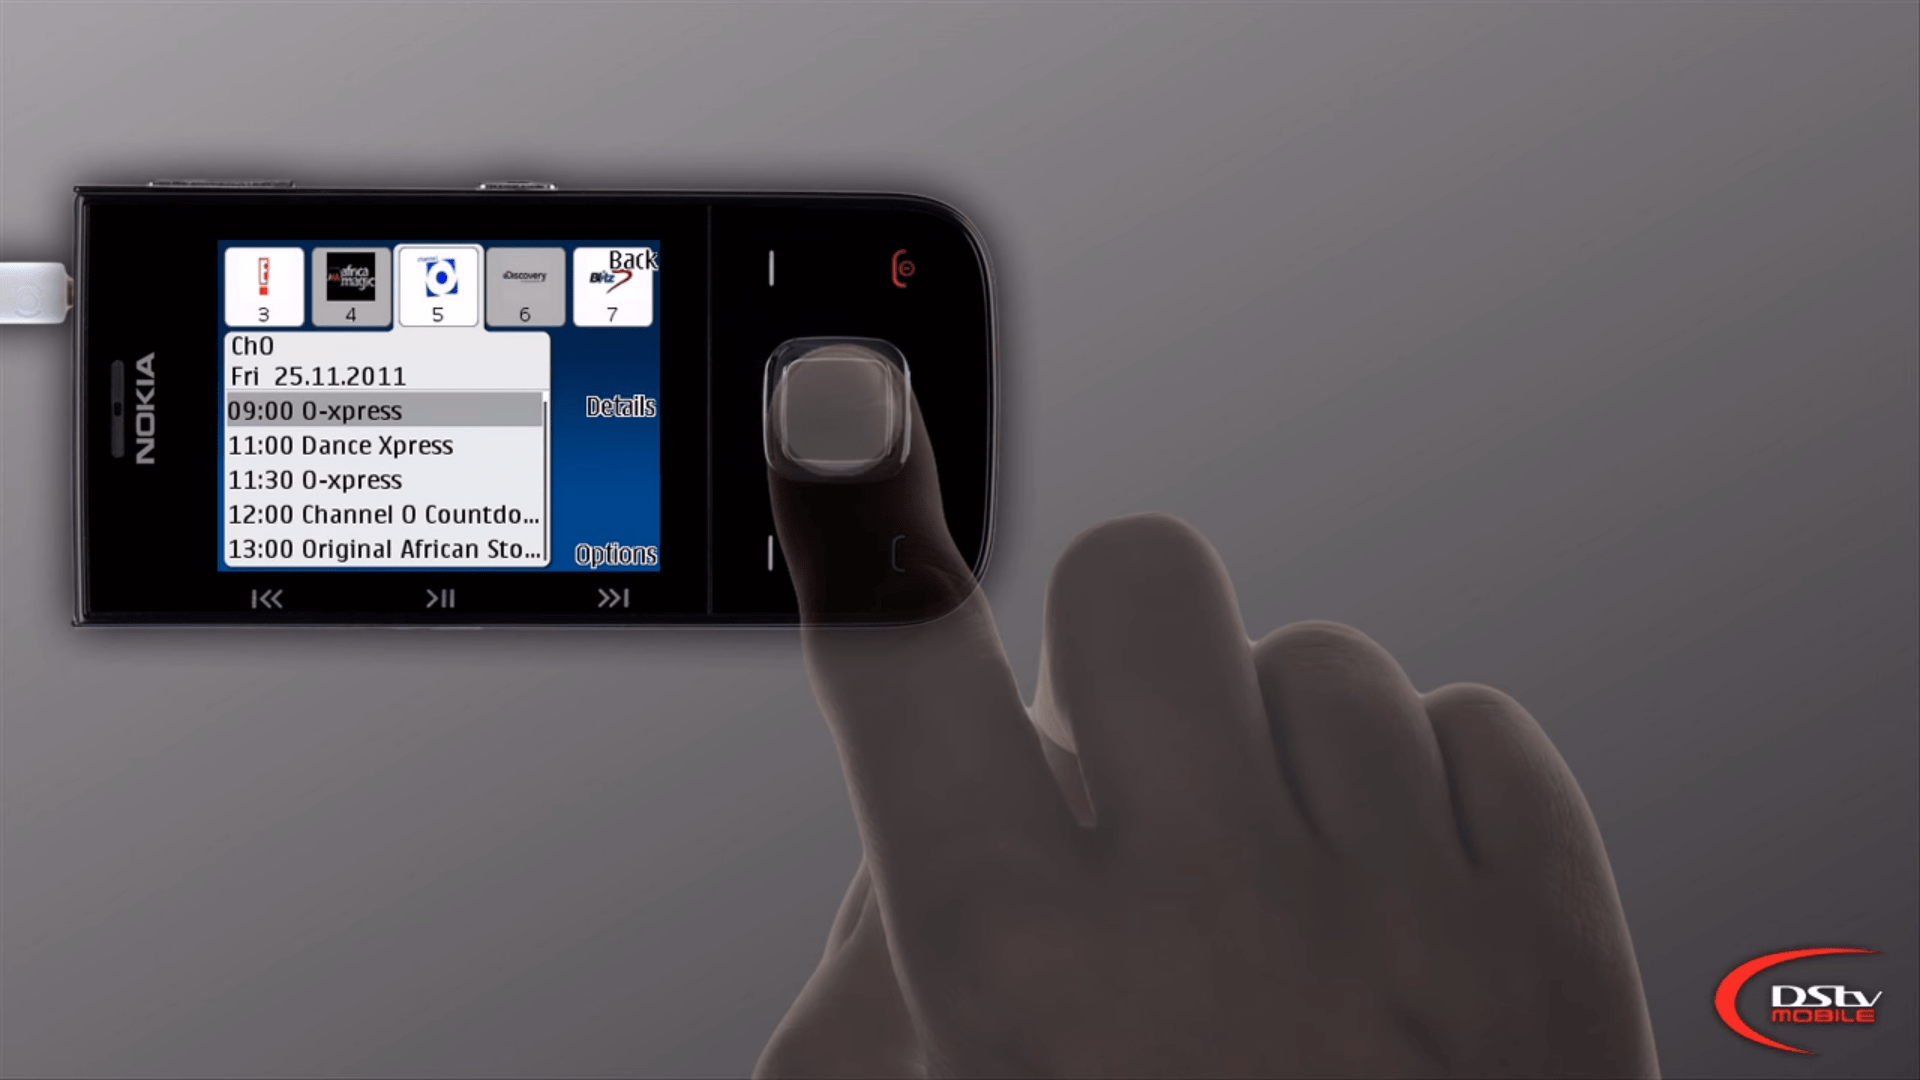 NOKIA
Back
africa magic
channel
Discovery
Blitz
3
4
5
6
7
ChO
Fri 25.11.2011
09:00 O-xpress
11:00 Dance Xpress
11:30 O-xpress
12:00 Channel O Countdo...
13:00 Original African Sto...
Details
Options
DStv
MOBILE